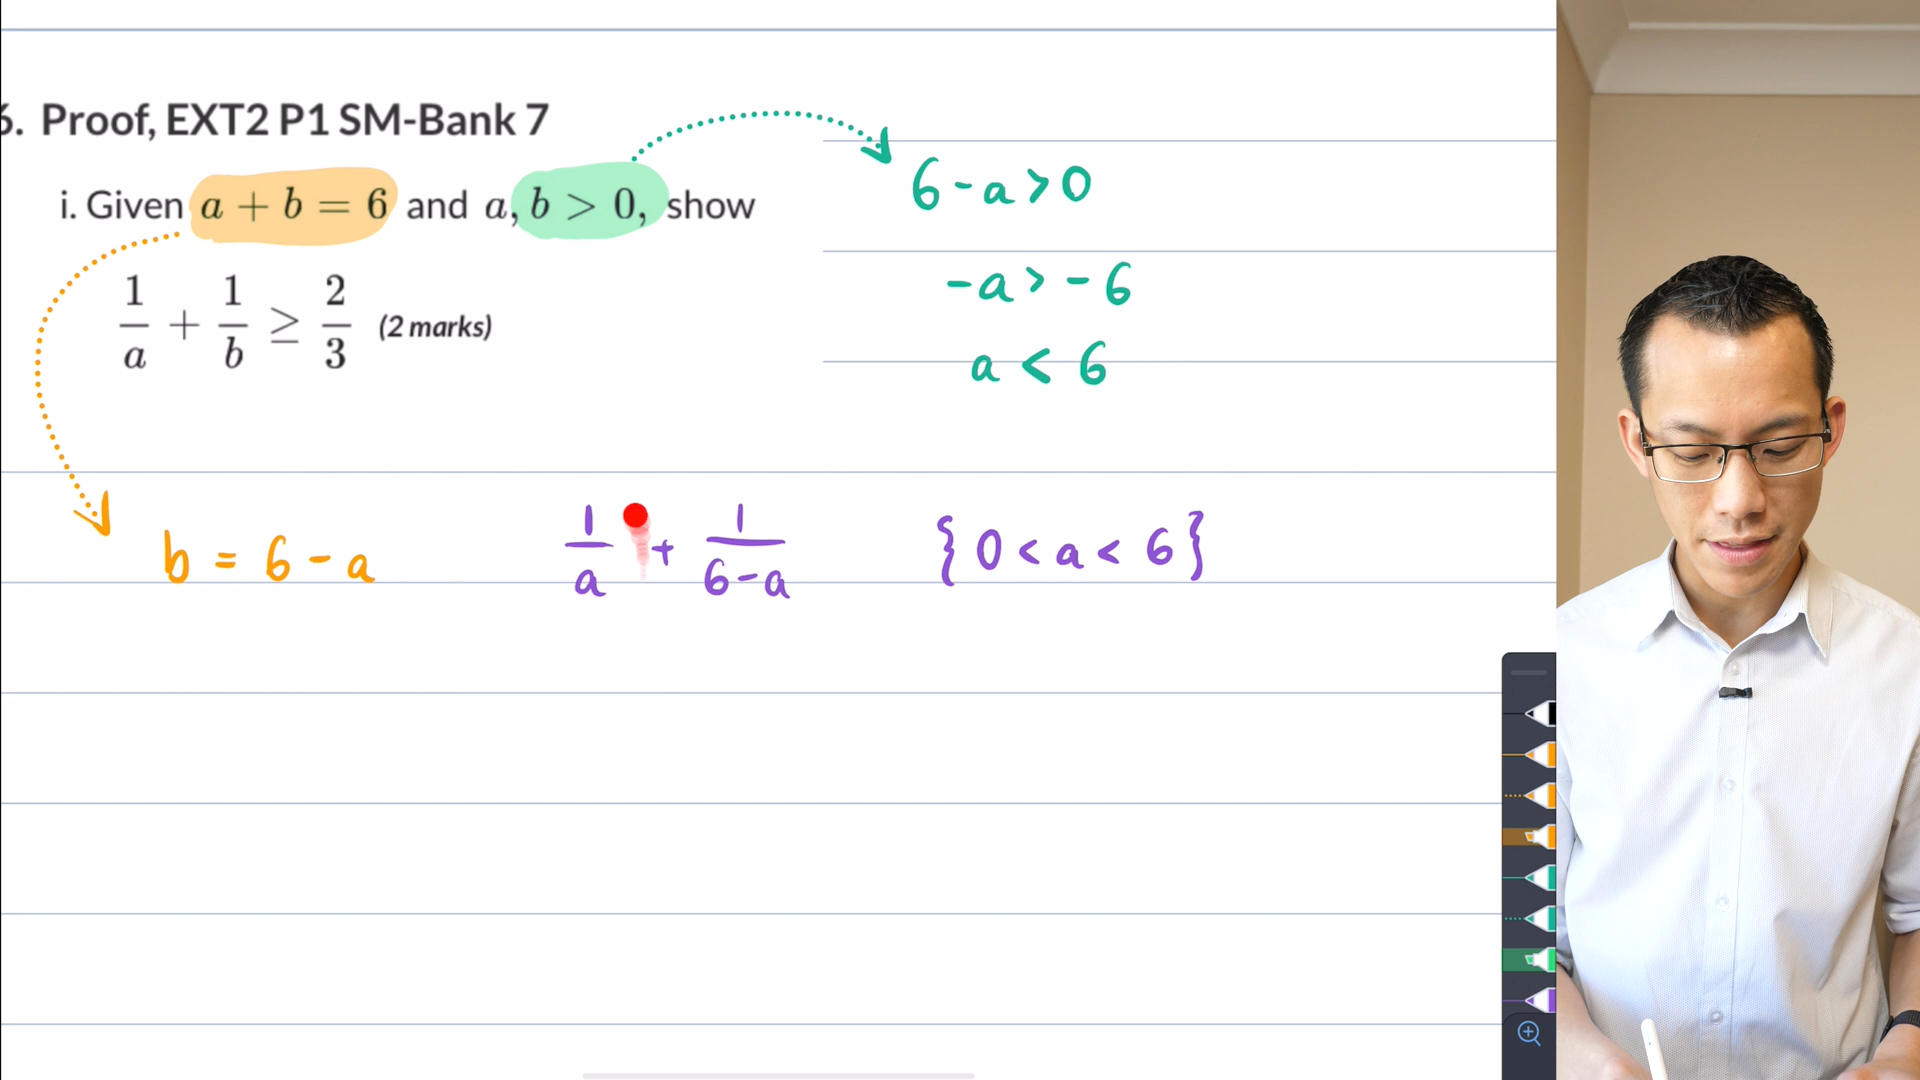 6. Proof, EXT2 P1 SM-Bank 7
i. Given a + b = 6 and a, b > 0, show
1/a + 1/b ≥ 2/3 (2 marks)
6 - a > 0
-a > -6
a < 6
b = 6 - a
1/a + 1/(6-a)
{0 < a < 6}